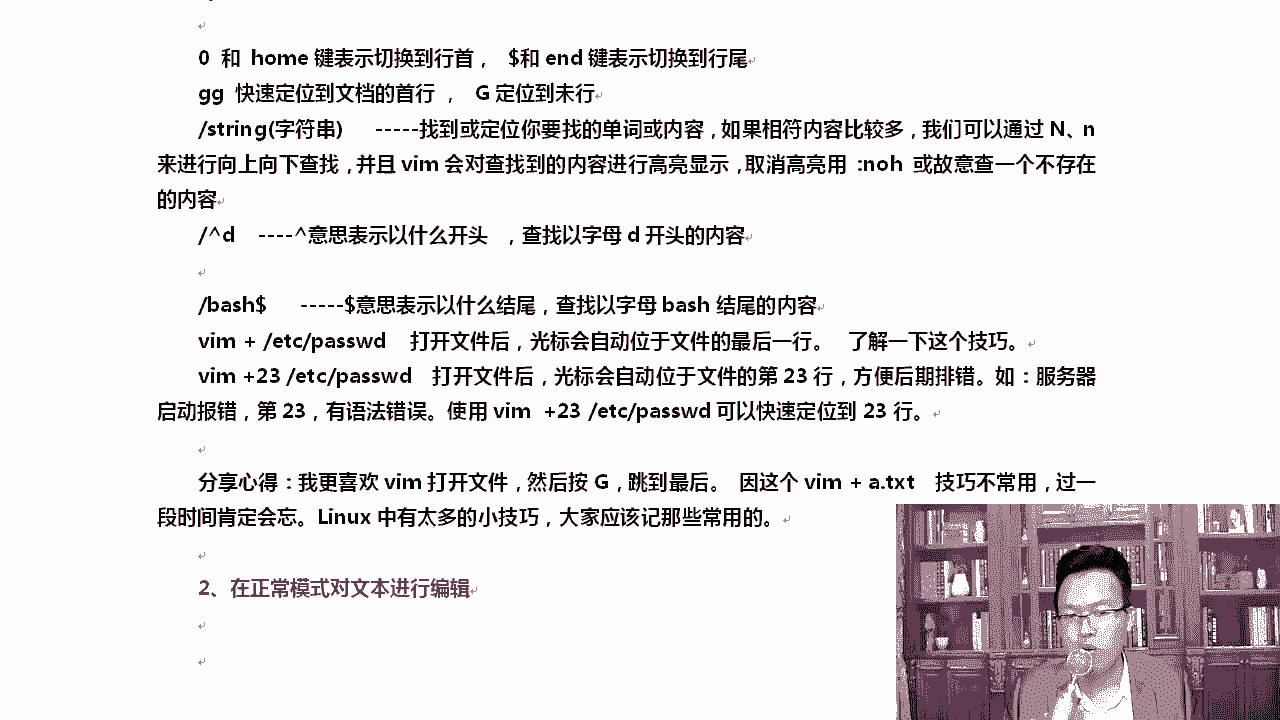 0 和 home 键表示切换到行首， $和 end 键表示切换到行尾
gg 快速定位到文档的首行 ， G 定位到未行
/string(字符串) -----找到或定位你要找的单词或内容，如果相符内容比较多，我们可以通过 N、n
来进行向上向下查找，并且 vim 会对查找到的内容进行高亮显示，取消高亮用 :noh 或故意查一个不存在
的内容
/^d ----^意思表示以什么开头 ，查找以字母 d 开头的内容
/bash$ -----$意思表示以什么结尾，查找以字母 bash 结尾的内容
vim + /etc/passwd 打开文件后，光标会自动位于文件的最后一行。 了解一下这个技巧。
vim +23 /etc/passwd 打开文件后，光标会自动位于文件的第 23 行，方便后期排错。如：服务器
启动报错，第 23，有语法错误。使用 vim +23 /etc/passwd 可以快速定位到 23 行。
分享心得：我更喜欢 vim 打开文件，然后按 G，跳到最后。 因这个 vim + a.txt 技巧不常用，过一
段时间肯定会忘。Linux 中有太多的小技巧，大家应该记那些常用的。
2、在正常模式对文本进行编辑